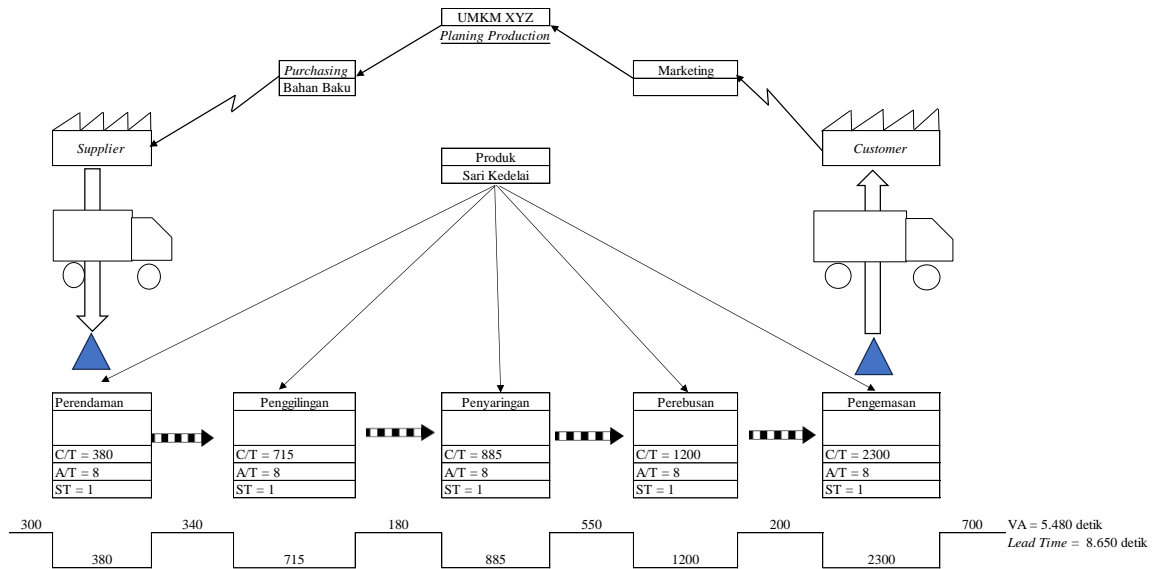 UMKM XYZ
Planing Production
Purchasing
Bahan Baku
Marketing
Supplier
Customer
Produk
Sari Kedelai
Perendaman
C/T = 380
A/T = 8
ST = 1
Penggilingan
C/T = 715
A/T = 8
ST = 1
Penyaringan
C/T = 885
A/T = 8
ST = 1
Perebusan
C/T = 1200
A/T = 8
ST = 1
Pengemasan
C/T = 2300
A/T = 8
ST = 1
300 340 180 550 200 700
380 715 885 1200 2300
VA = 5.480 detik
Lead Time = 8.650 detik